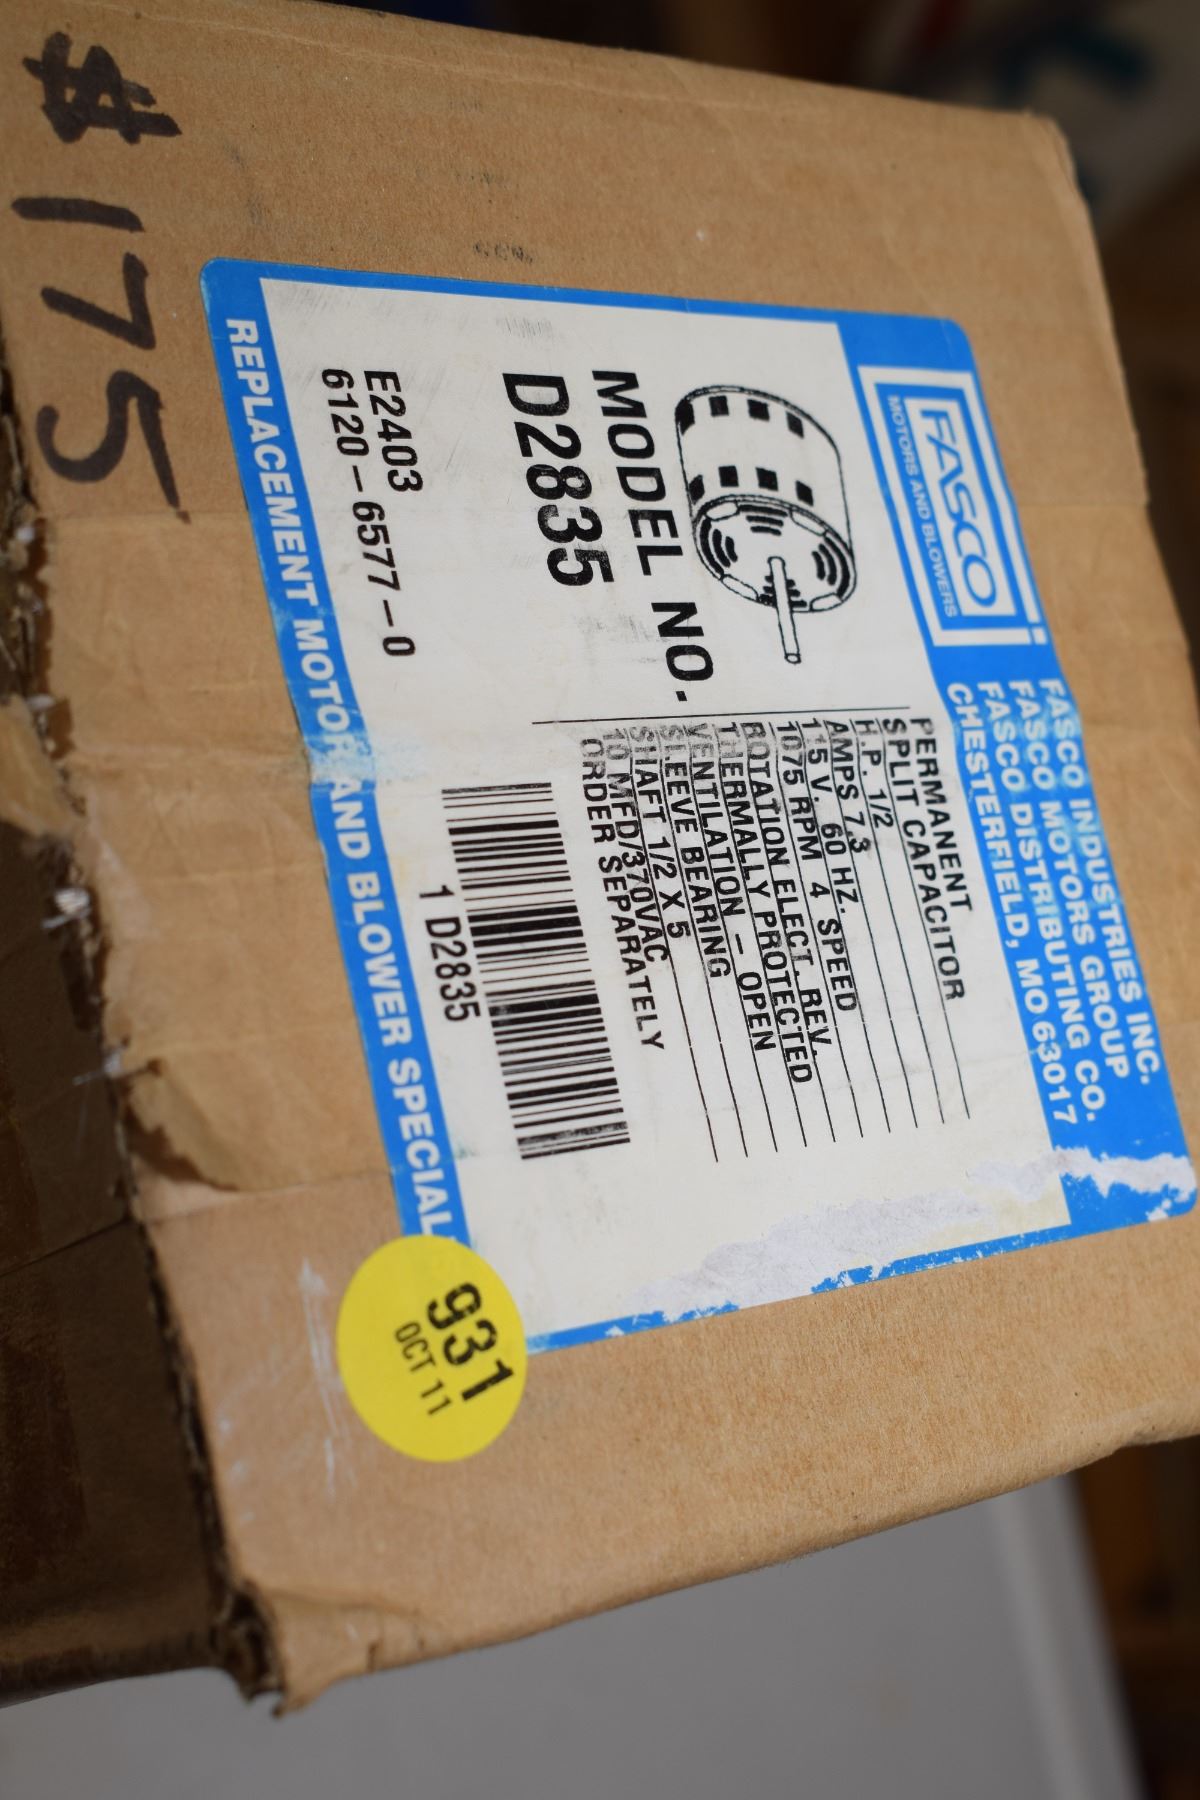 $175
FASCO
MOTORS AND BLOWERS
FASCO INDUSTRIES INC.
FASCO MOTORS GROUP
FASCO DISTRIBUTING CO.
CHESTERFIELD, MO 63017
MODEL NO.
D2835
E2403
6120-6577-0
PERMANENT
SPLIT CAPACITOR
H.P. 1/2
AMPS 7.3
115 V. 60 HZ.
1075 RPM 4 SPEED
ROTATION ELECT. REV.
THERMALLY PROTECTED
VENTILATION - OPEN
SLEEVE BEARING
SHAFT 1/2 X 5
10 MFD/370VAC
ORDER SEPARATELY
1 D2835
REPLACEMENT MOTOR AND BLOWER
931
OCT 11